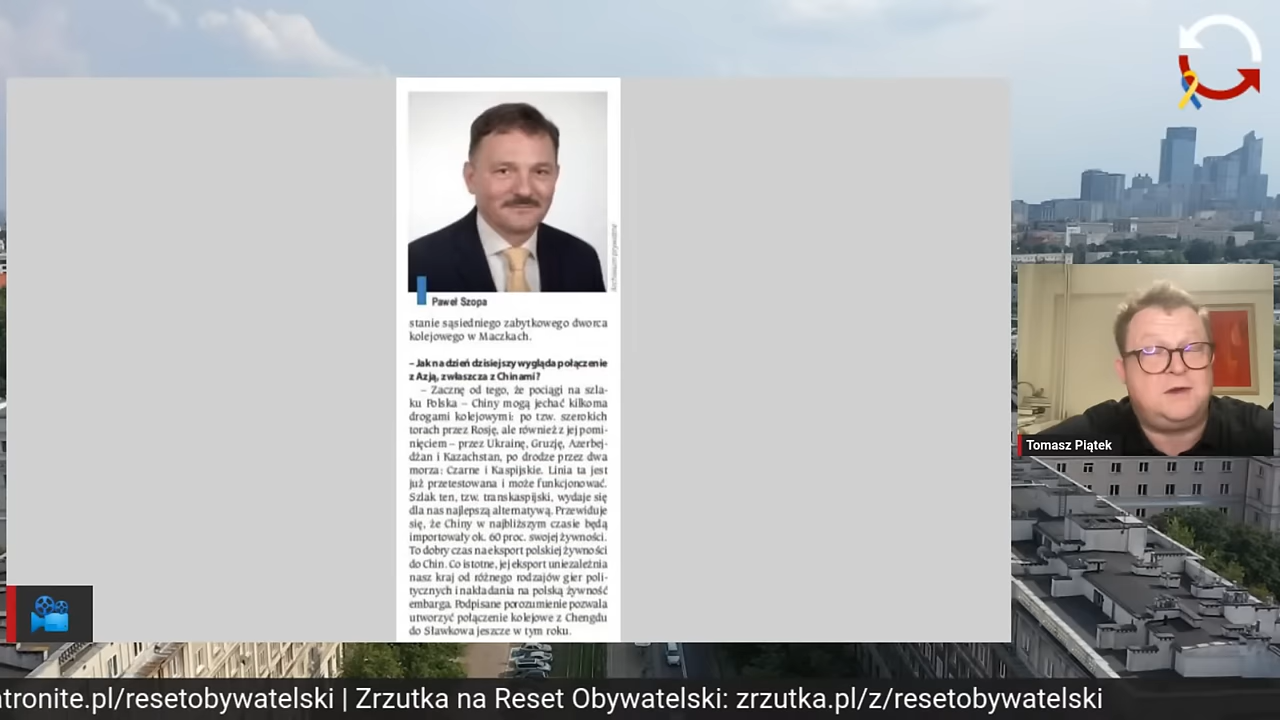 Archiwum prywatne
Paweł Szopa
stanie sąsiedniego zabytkowego dworca
kolejowego w Maczkach.
– Jak na dzień dzisiejszy wygląda połączenie
z Azją, zwłaszcza z Chinami?
– Zacznę od tego, że pociągi na szla-
ku Polska – Chiny mogą jechać kilkoma
drogami kolejowymi: po tzw. szerokich
torach przez Rosję, ale również z jej pomi-
nięciem – przez Ukrainę, Gruzję, Azerbej-
dżan i Kazachstan, po drodze przez dwa
morza: Czarne i Kaspijskie. Linia ta jest
już przetestowana i może funkcjonować.
Szlak ten, tzw. transkaspijski, wydaje się
dla nas najlepszą alternatywą. Przewiduje
się, że Chiny w najbliższym czasie będą
importowały ok. 60 proc. swojej żywności.
To dobry czas na eksport polskiej żywności
do Chin. Co istotne, jej eksport uniezależnia
nasz kraj od różnego rodzajów gier poli-
tycznych i nakładania na polską żywność
embarga. Podpisane porozumienie pozwala
utworzyć połączenie kolejowe z Chengdu
do Sławkowa jeszcze w tym roku.
Tomasz Piątek
atronite.pl/resetobywatelski | Zrzutka na Reset Obywatelski: zrzutka.pl/z/resetobywatelski